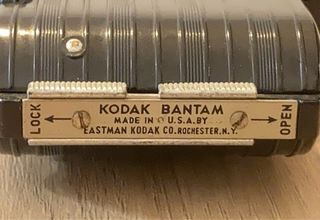 LOCK
KODAK BANTAM
MADE IN U.S.A. BY
EASTMAN KODAK CO. ROCHESTER, N.Y.
OPEN